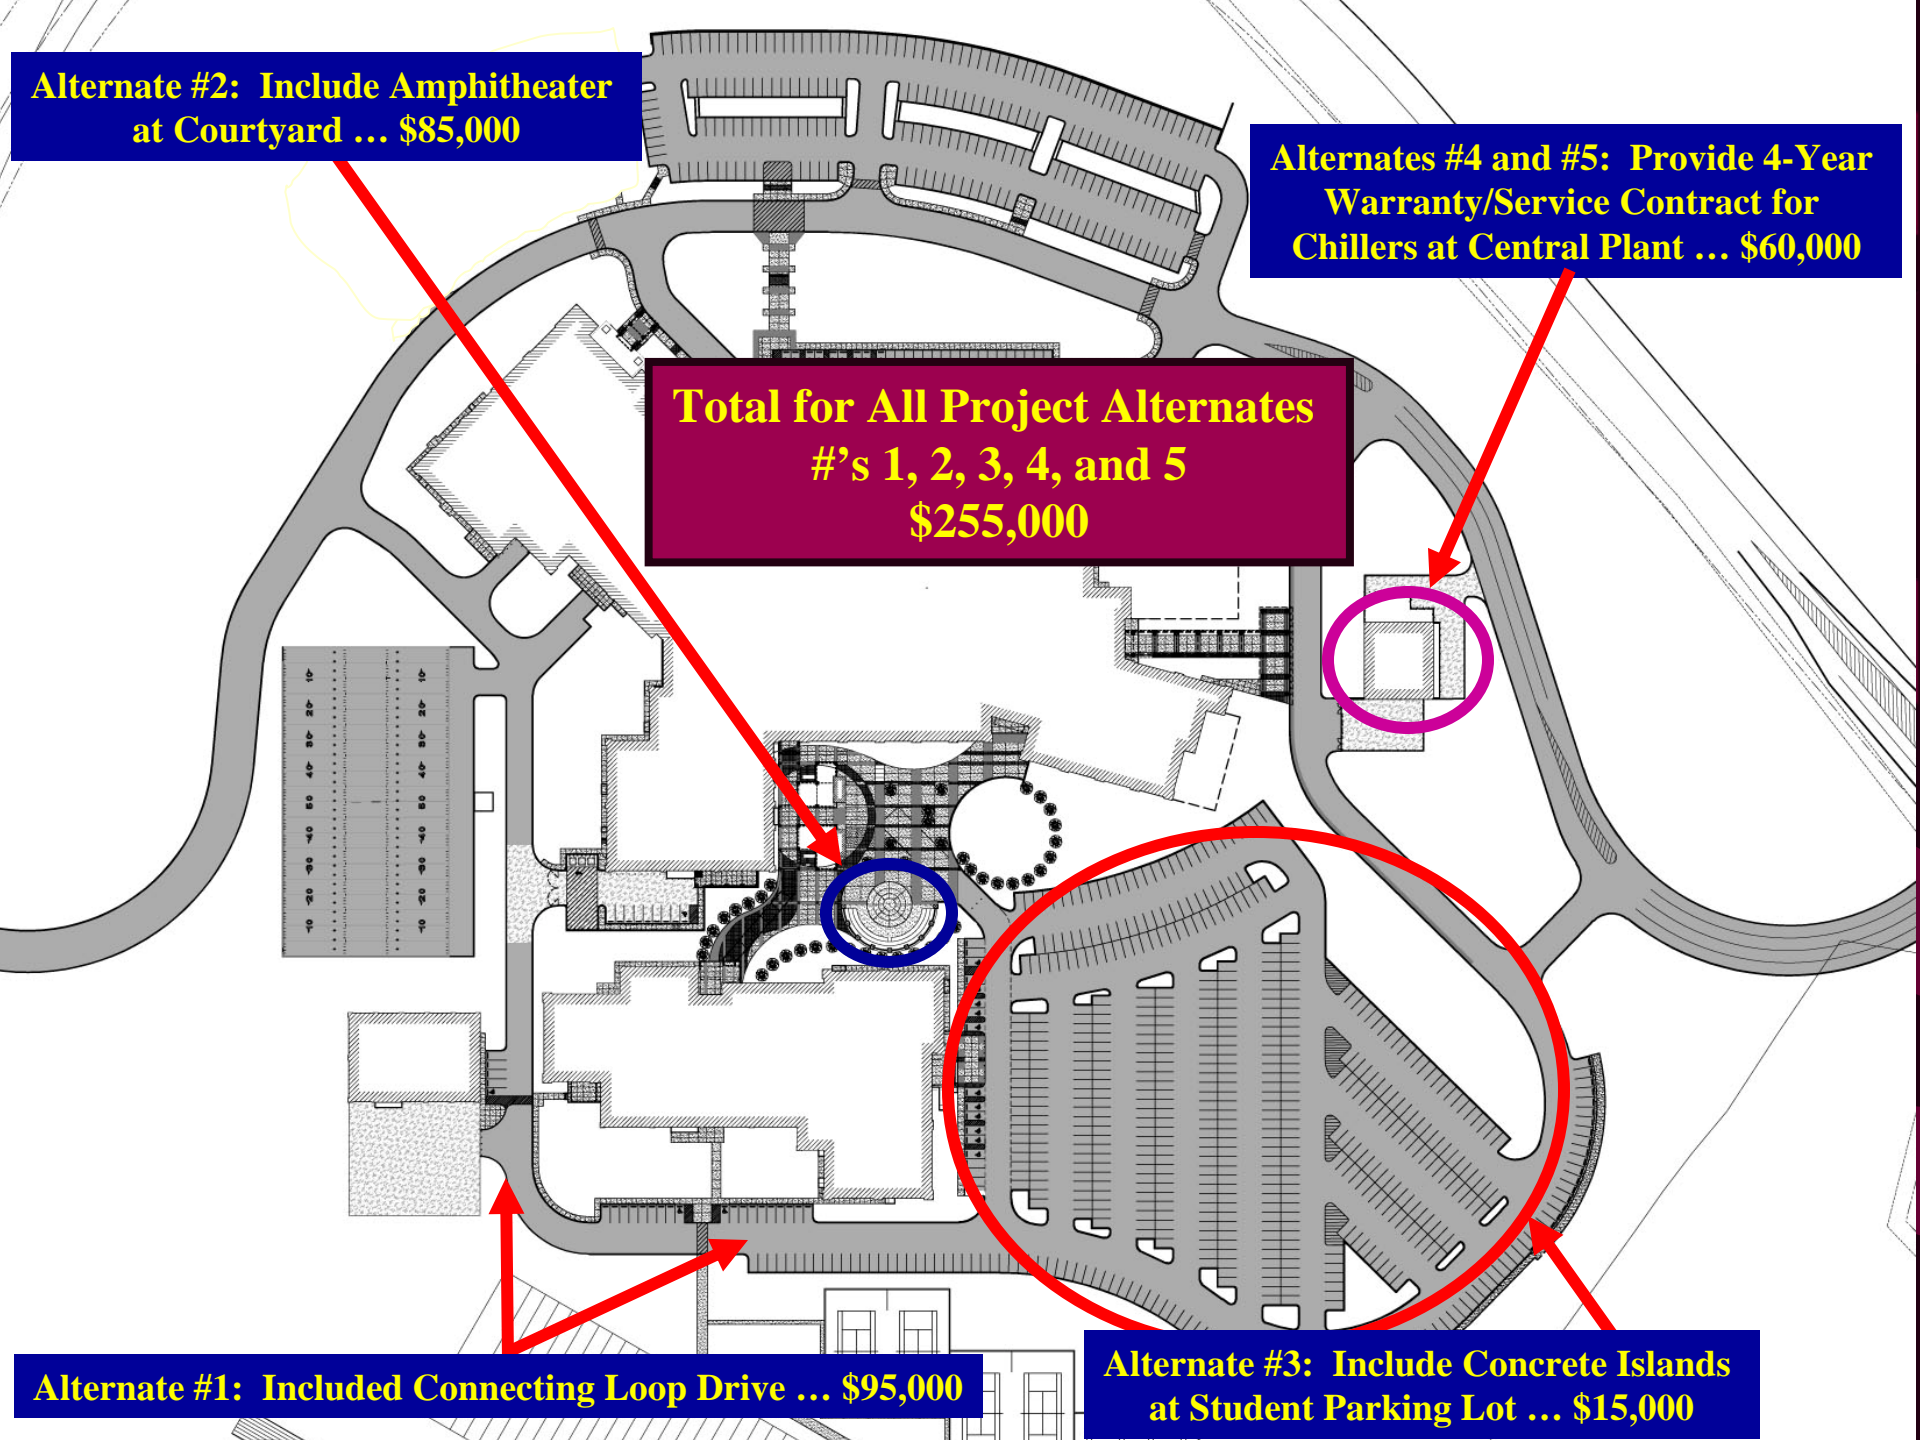 Alternate #2:  Include Amphitheater
at Courtyard … $85,000
Alternates #4 and #5:  Provide 4-Year
Warranty/Service Contract for
Chillers at Central Plant … $60,000
Total for All Project Alternates
#’s 1, 2, 3, 4, and 5
$255,000
Alternate #1:  Included Connecting Loop Drive … $95,000
Alternate #3:  Include Concrete Islands
at Student Parking Lot … $15,000